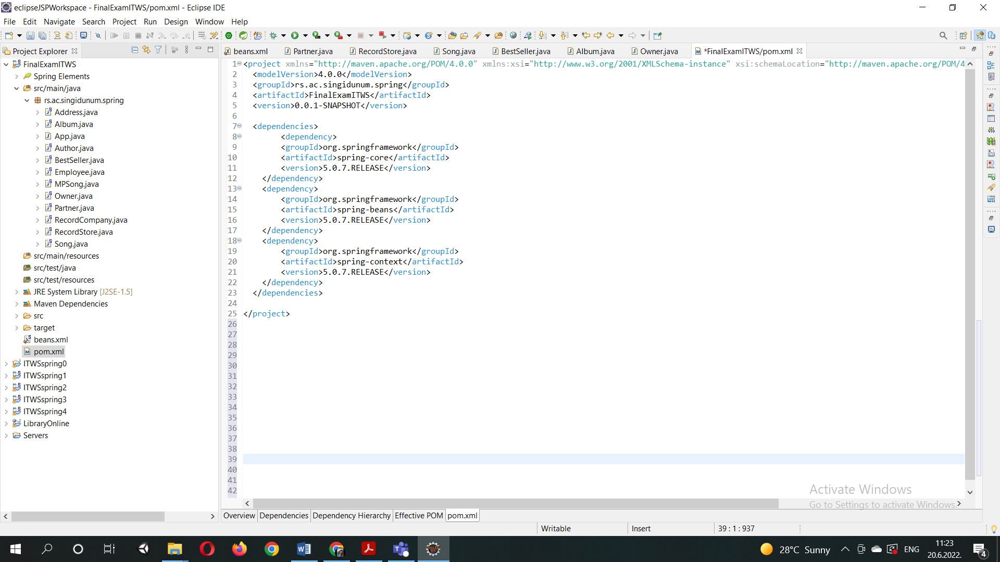 eclipseJSPWorkspace - FinalExamITWS/pom.xml - Eclipse IDE
File Edit Navigate Search Project Run Design Window Help
Project Explorer
beans.xml Partner.java RecordStore.java Song.java BestSeller.java Album.java Owner.java *FinalExamITWS/pom.xml
FinalExamITWS
Spring Elements
src/main/java
rs.ac.singidunum.spring
Address.java
Album.java
App.java
Author.java
BestSeller.java
Employee.java
MPSong.java
Owner.java
Partner.java
RecordCompany.java
RecordStore.java
Song.java
src/main/resources
src/test/java
src/test/resources
JRE System Library [J2SE-1.5]
Maven Dependencies
src
target
beans.xml
pom.xml
ITWSspring0
ITWSspring1
ITWSspring2
ITWSspring3
ITWSspring4
LibraryOnline
Servers
1 <project xmlns="http://maven.apache.org/POM/4.0.0" xmlns:xsi="http://www.w3.org/2001/XMLSchema-instance" xsi:schemaLocation="http://maven.apache.org/POM/4
2 <modelVersion>4.0.0</modelVersion>
3 <groupId>rs.ac.singidunum.spring</groupId>
4 <artifactId>FinalExamITWS</artifactId>
5 <version>0.0.1-SNAPSHOT</version>
6
7 <dependencies>
8 <dependency>
9 <groupId>org.springframework</groupId>
10 <artifactId>spring-core</artifactId>
11 <version>5.0.7.RELEASE</version>
12 </dependency>
13 <dependency>
14 <groupId>org.springframework</groupId>
15 <artifactId>spring-beans</artifactId>
16 <version>5.0.7.RELEASE</version>
17 </dependency>
18 <dependency>
19 <groupId>org.springframework</groupId>
20 <artifactId>spring-context</artifactId>
21 <version>5.0.7.RELEASE</version>
22 </dependency>
23 </dependencies>
24
25 </project>
26
27
28
29
30
31
32
33
34
35
36
37
38
39
40
41
42
Activate Windows
Go to Settings to activate Windows.
Overview Dependencies Dependency Hierarchy Effective POM pom.xml
Writable Insert 39 : 1 : 937
28°C Sunny ENG 11:23
20.6.2022. 4